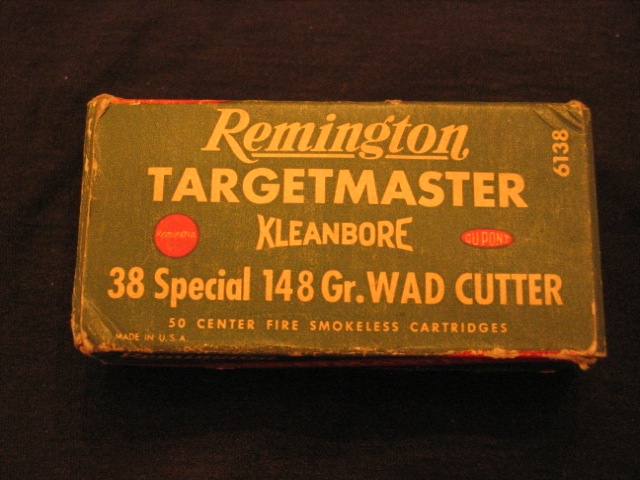 Remington
TARGETMASTER
6138
Remington
KLEANBORE
DU PONT
38 Special 148 Gr. WAD CUTTER
50 CENTER FIRE SMOKELESS CARTRIDGES
MADE IN U.S.A.